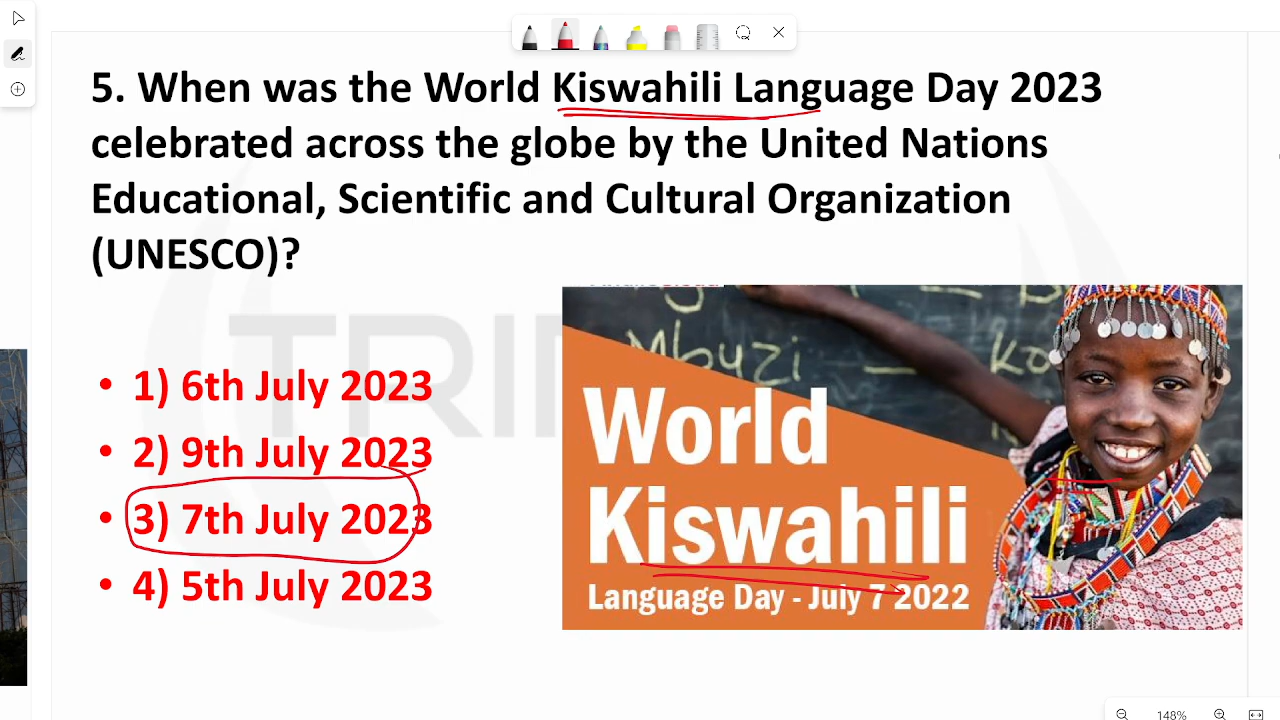 5. When was the World Kiswahili Language Day 2023
celebrated across the globe by the United Nations
Educational, Scientific and Cultural Organization
(UNESCO)?
• 1) 6th July 2023
• 2) 9th July 2023
• 3) 7th July 2023
• 4) 5th July 2023
Mbuzi —
World
Kiswahili
Language Day - July 7 2022
148%